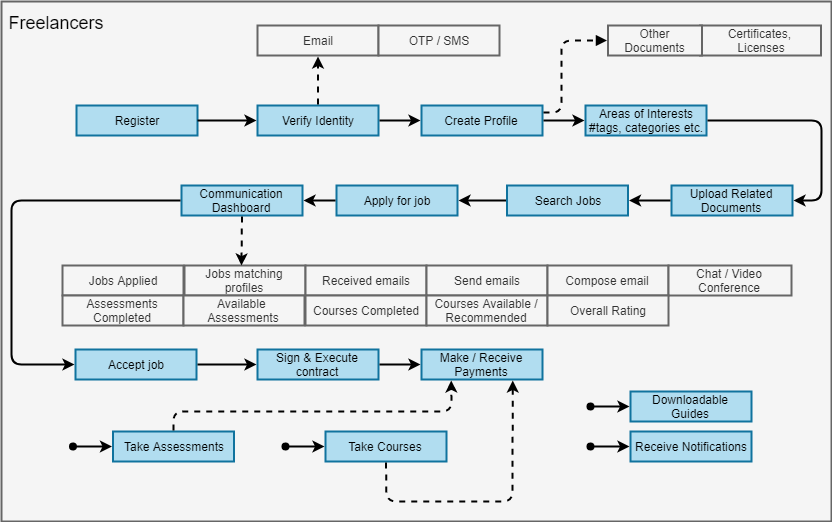 Freelancers
Email
OTP / SMS
Other
Documents
Certificates,
Licenses
Register
Verify Identity
Create Profile
Areas of Interests
#tags, categories etc.
Communication
Dashboard
Apply for job
Search Jobs
Upload Related
Documents
Jobs Applied
Jobs matching
profiles
Received emails
Send emails
Compose email
Chat / Video
Conference
Assessments
Completed
Available
Assessments
Courses Completed
Courses Available /
Recommended
Overall Rating
Accept job
Sign & Execute
contract
Make / Receive
Payments
Downloadable
Guides
Take Assessments
Take Courses
Receive Notifications